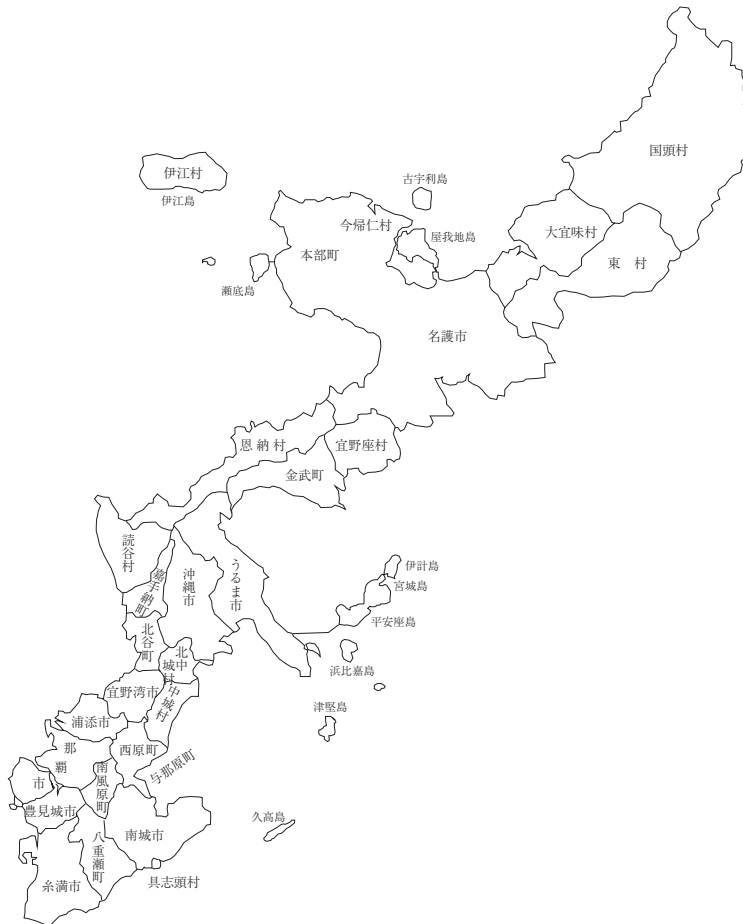 国頭村
伊江村
古宇利島
伊江島
今帰仁村
大宜味村
屋我地島
本部町
東　村
瀬底島
名護市
恩納村
宜野座村
金武町
読谷村
伊計島
うるま市
沖縄市
嘉手納町
宮城島
平安座島
北谷町
北中城村
浜比嘉島
宜野湾市
中城村
津堅島
浦添市
西原町
那覇市
与那原町
南風原町
豊見城市
久高島
南城市
八重瀬町
具志頭村
糸満市